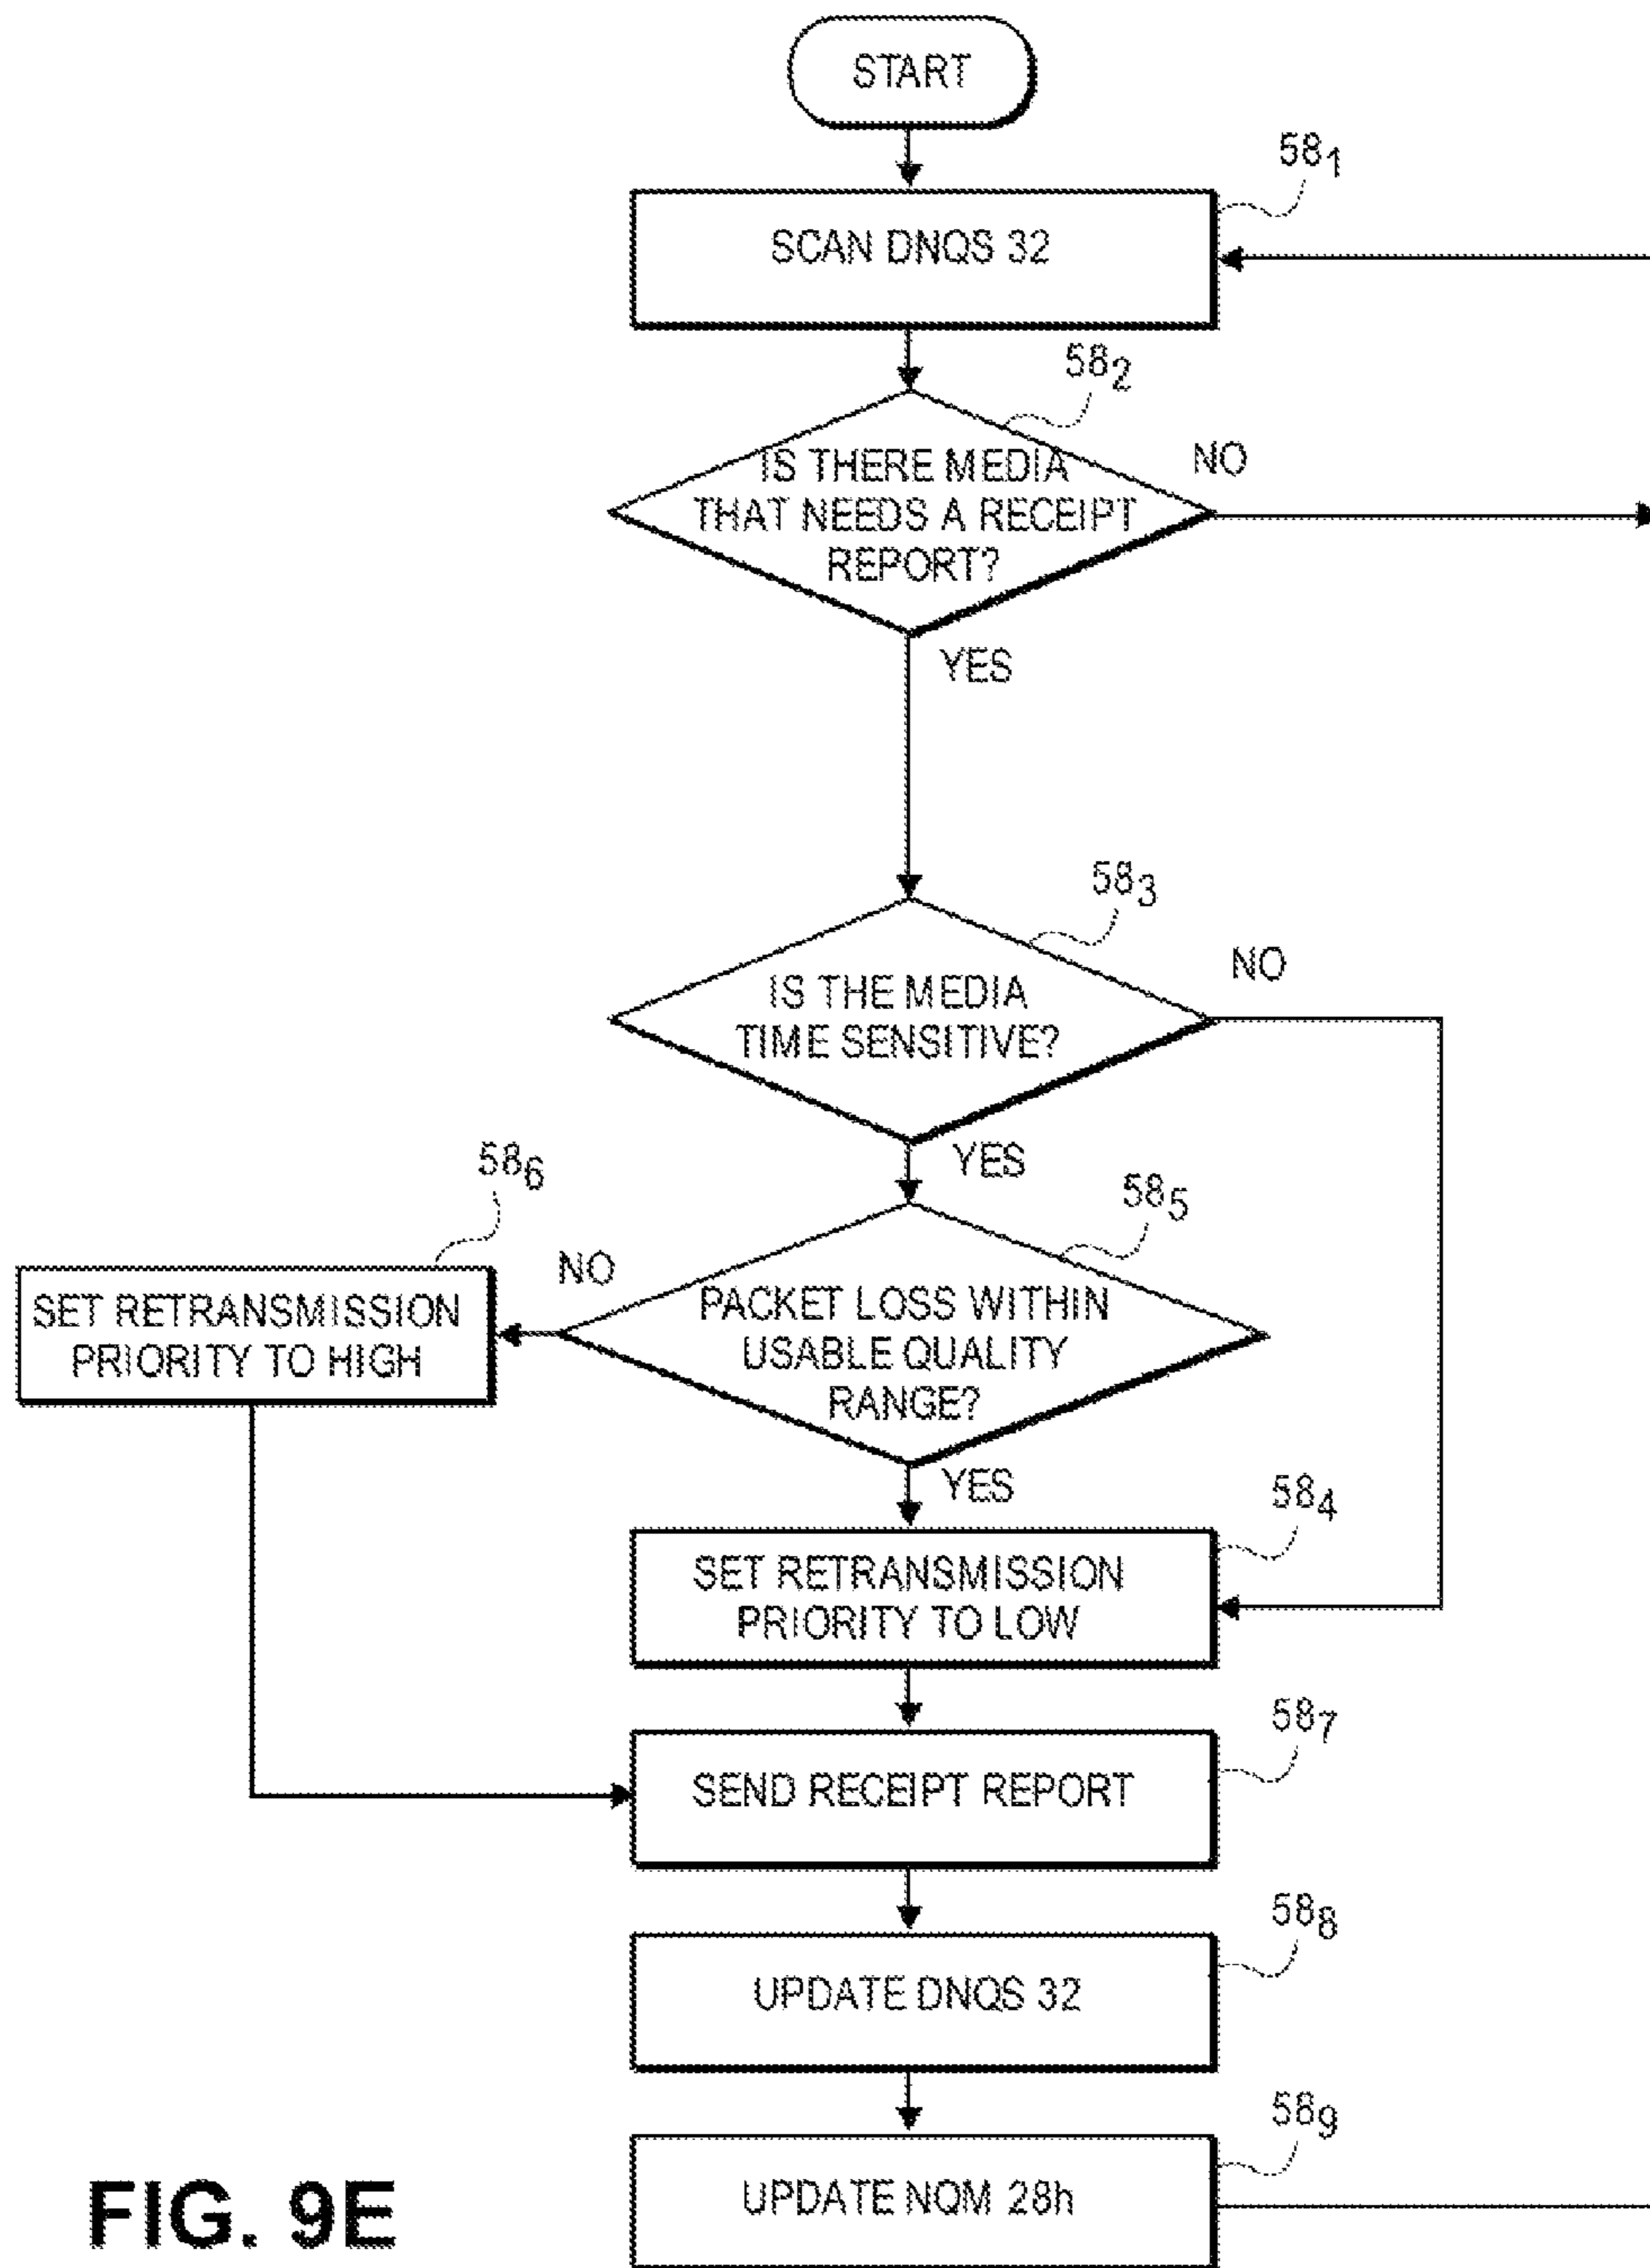 START
58₁
SCAN DNQS 32
58₂
IS THERE MEDIA
THAT NEEDS A RECEIPT
REPORT?
NO
YES
58₃
IS THE MEDIA
TIME SENSITIVE?
NO
YES
58₆
SET RETRANSMISSION
PRIORITY TO HIGH
NO
58₅
PACKET LOSS WITHIN
USABLE QUALITY
RANGE?
YES
58₄
SET RETRANSMISSION
PRIORITY TO LOW
58₇
SEND RECEIPT REPORT
58₈
UPDATE DNQS 32
58₉
UPDATE NQM 28h
FIG. 9E